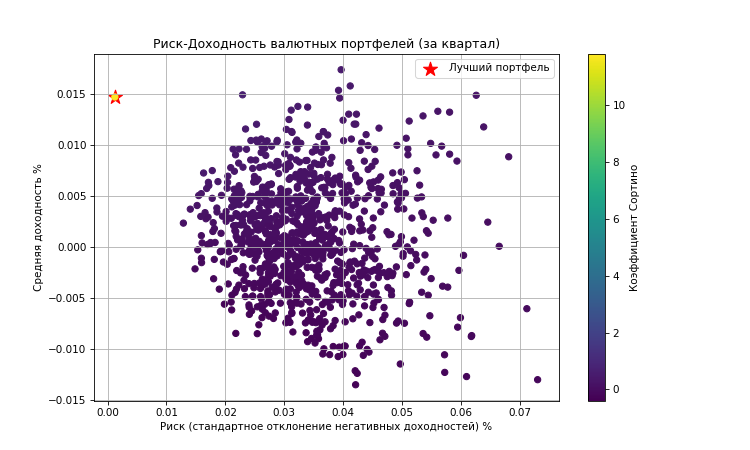 Риск-Доходность валютных портфелей (за квартал)
Лучший портфель
Средняя доходность %
0.015
0.010
0.005
0.000
−0.005
−0.010
−0.015
0.00 0.01 0.02 0.03 0.04 0.05 0.06 0.07
Риск (стандартное отклонение негативных доходностей) %
10
8
6
4
2
0
Коэффициент Сортино